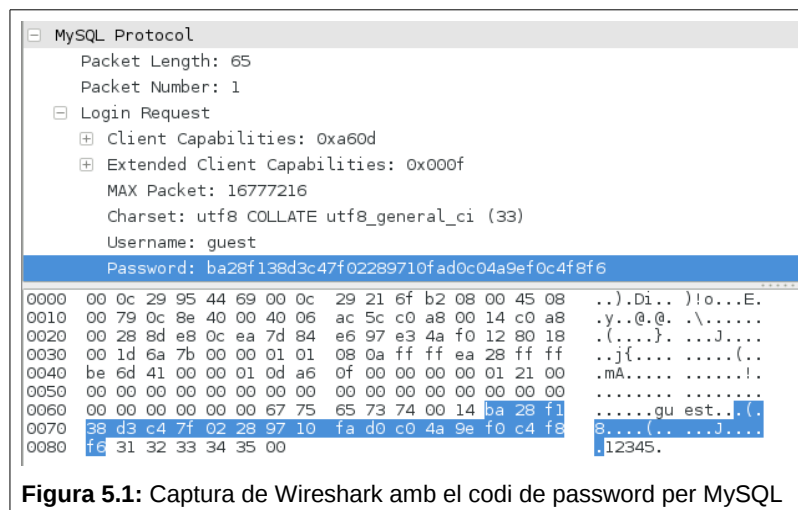 MySQL Protocol
Packet Length: 65
Packet Number: 1
Login Request
Client Capabilities: 0xa60d
Extended Client Capabilities: 0x000f
MAX Packet: 16777216
Charset: utf8 COLLATE utf8_general_ci (33)
Username: guest
Password: ba28f138d3c47f02289710fad0c04a9ef0c4f8f6
0000 00 0c 29 95 44 69 00 0c 29 21 6f b2 08 00 45 08 ..).Di.. )!o...E.
0010 00 79 0c 8e 40 00 40 06 ac 5c c0 a8 00 14 c0 a8 .y..@.@. .\......
0020 00 28 8d e8 0c ea 7d 84 e6 97 e3 4a f0 12 80 18 .(....}. ...J....
0030 00 1d 6a 7b 00 00 01 01 08 0a ff ff ea 28 ff ff ..j{.... .....(..
0040 be 6d 41 00 00 01 0d a6 0f 00 00 00 00 01 21 00 .mA..... ......!.
0050 00 00 00 00 00 00 00 00 00 00 00 00 00 00 00 00 ........ ........
0060 00 00 00 00 00 00 67 75 65 73 74 00 14 ba 28 f1 ......gu est...(.
0070 38 d3 c4 7f 02 28 97 10 fa d0 c0 4a 9e f0 c4 f8 8....(.. ...J....
0080 f6 31 32 33 34 35 00 .12345.
Figura 5.1: Captura de Wireshark amb el codi de password per MySQL